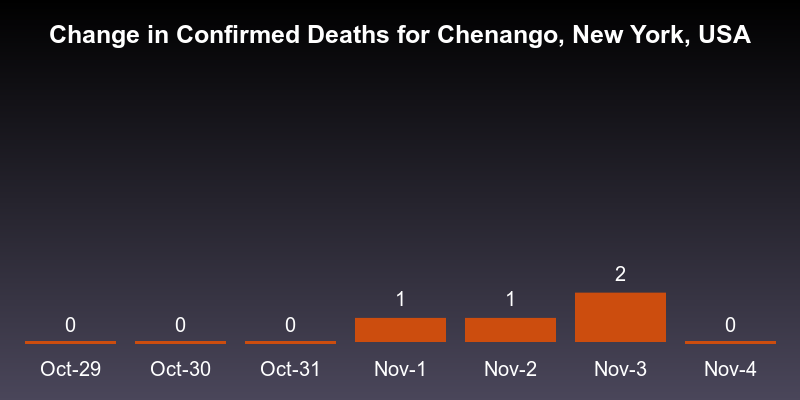 Change in Confirmed Deaths for Chenango, New York, USA
0 0 0 1 1 2 0
Oct-29 Oct-30 Oct-31 Nov-1 Nov-2 Nov-3 Nov-4